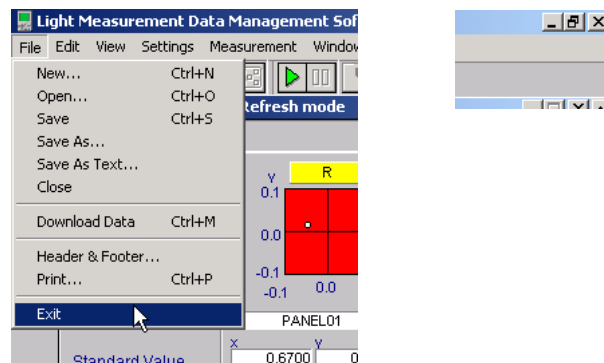 Light Measurement Data Management Sof
File Edit View Settings Measurement Window
New... Ctrl+N
Open... Ctrl+O
Save Ctrl+S
Save As...
Save As Text...
Close
Download Data Ctrl+M
Header & Footer...
Print... Ctrl+P
Exit
Refresh mode
Y R
0.1
0.0
-0.1
-0.1 0.0
PANEL01
x y
Standard Value 0.6700 0